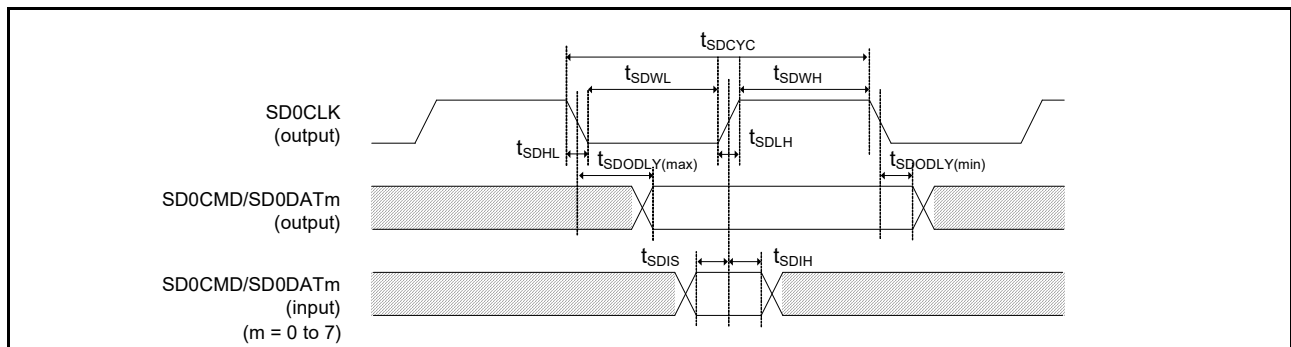 tSDCYC
tSDWL
tSDWH
SD0CLK
(output)
tSDHL
tSDLH
tSDODLY(max)
tSDODLY(min)
SD0CMD/SD0DATm
(output)
tSDIS
tSDIH
SD0CMD/SD0DATm
(input)
(m = 0 to 7)